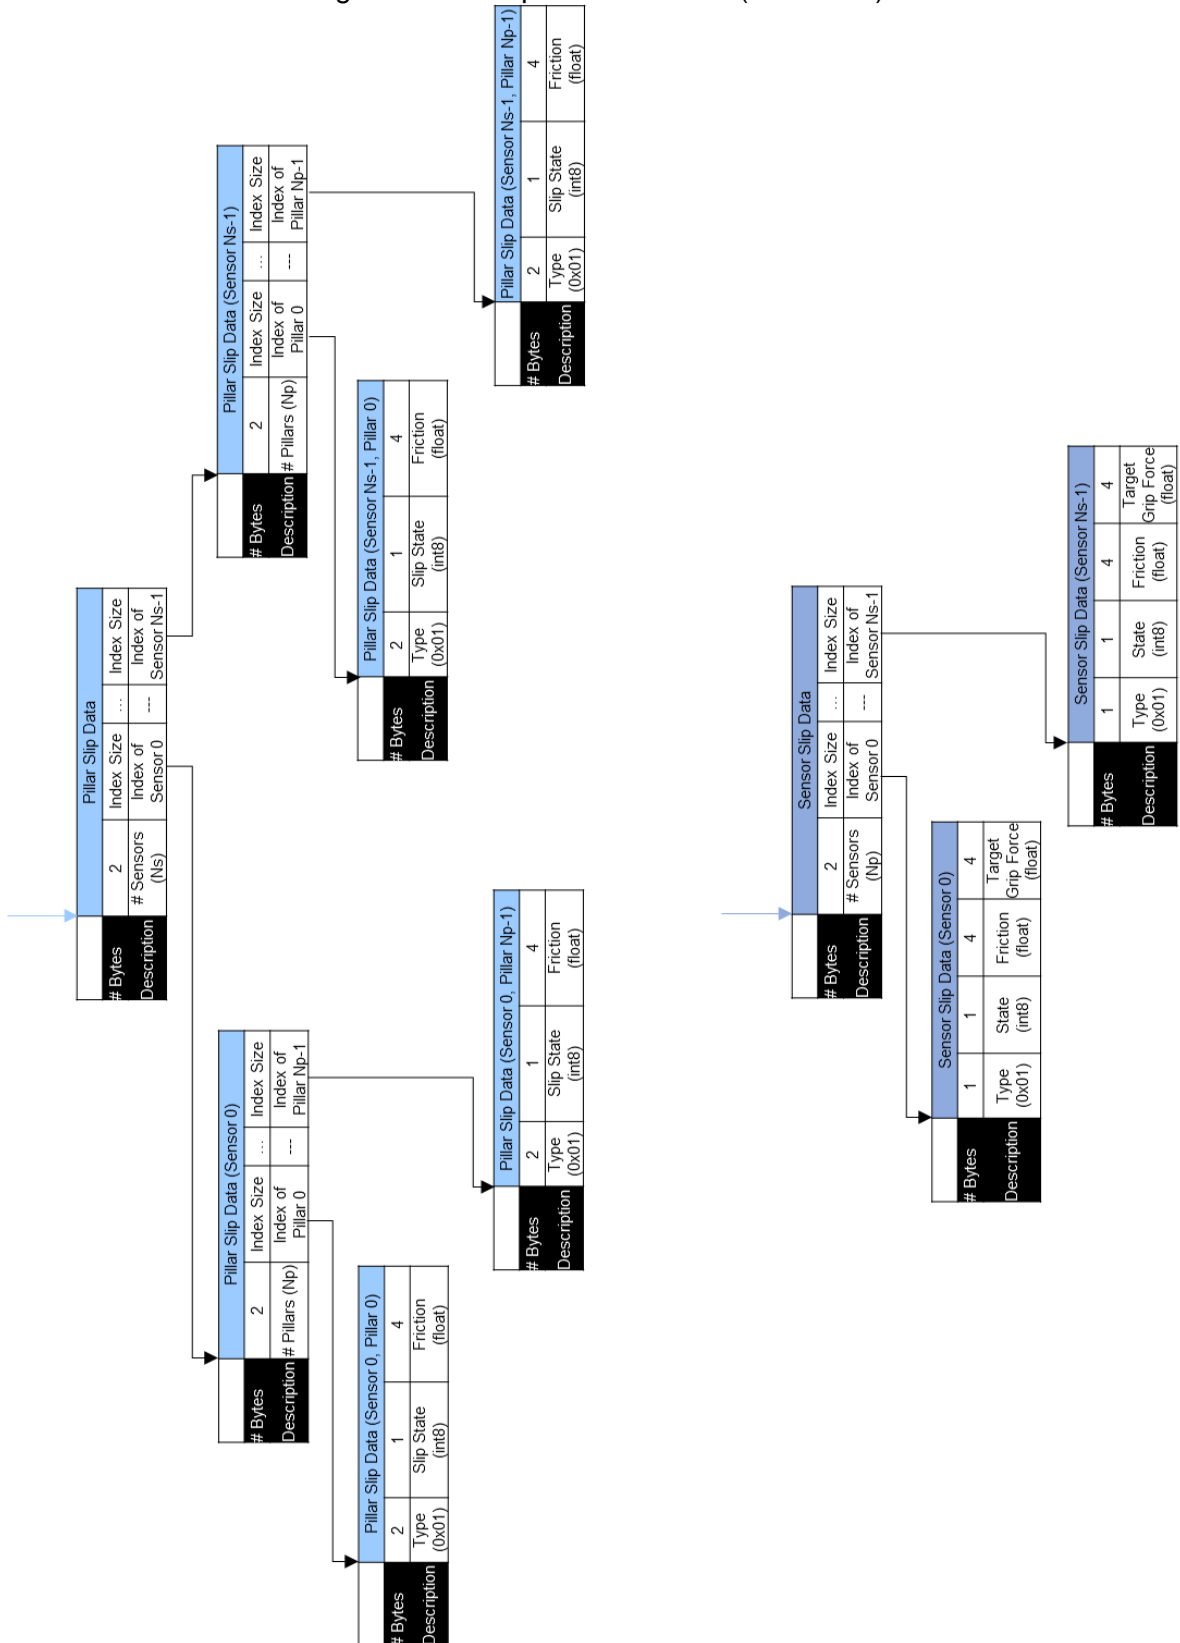 Pillar Slip Data
# Bytes 2 Index Size … Index Size
Description # Sensors (Ns) Index of Sensor 0 --- Index of Sensor Ns-1
Pillar Slip Data (Sensor 0)
# Bytes 2 Index Size … Index Size
Description # Pillars (Np) Index of Pillar 0 --- Index of Pillar Np-1
Pillar Slip Data (Sensor Ns-1)
# Bytes 2 Index Size … Index Size
Description # Pillars (Np) Index of Pillar 0 --- Index of Pillar Np-1
Pillar Slip Data (Sensor 0, Pillar 0)
# Bytes 2 1 4
Description Type (0x01) Slip State (int8) Friction (float)
Pillar Slip Data (Sensor Ns-1, Pillar 0)
# Bytes 2 1 4
Description Type (0x01) Slip State (int8) Friction (float)
Pillar Slip Data (Sensor 0, Pillar Np-1)
# Bytes 2 1 4
Description Type (0x01) Slip State (int8) Friction (float)
Pillar Slip Data (Sensor Ns-1, Pillar Np-1)
# Bytes 2 1 4
Description Type (0x01) Slip State (int8) Friction (float)
Sensor Slip Data
# Bytes 2 Index Size … Index Size
Description # Sensors (Np) Index of Sensor 0 --- Index of Sensor Ns-1
Sensor Slip Data (Sensor 0)
# Bytes 1 1 4 4
Description Type (0x01) State (int8) Friction (float) Target Grip Force (float)
Sensor Slip Data (Sensor Ns-1)
# Bytes 1 1 4 4
Description Type (0x01) State (int8) Friction (float) Target Grip Force (float)